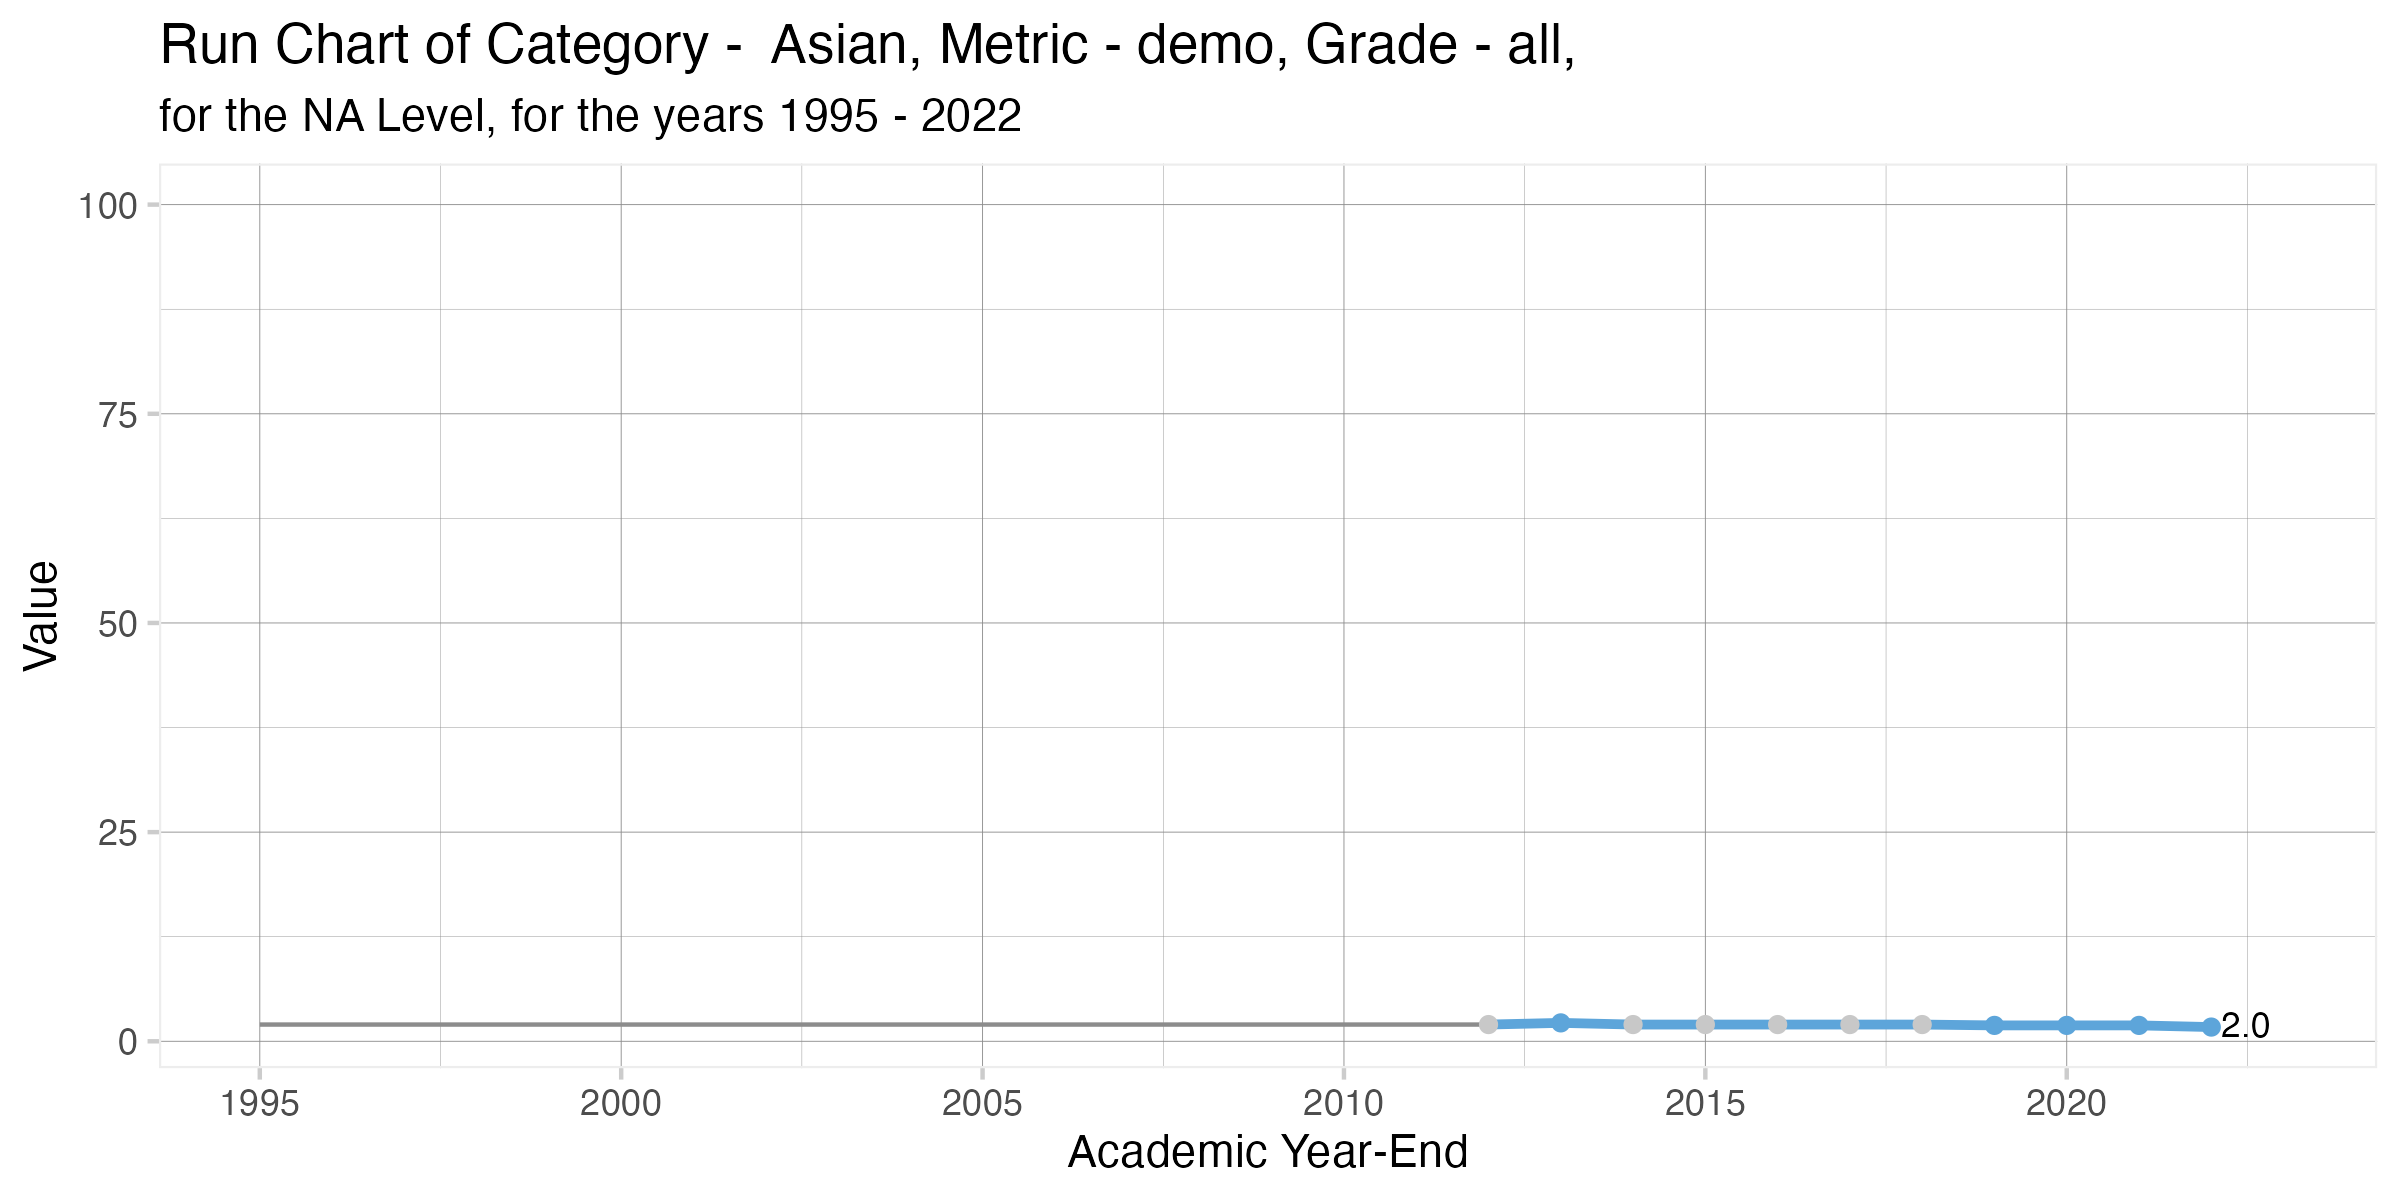 Run Chart of Category -  Asian, Metric - demo, Grade - all,
for the NA Level, for the years 1995 - 2022
100
75
50
25
0
Value
2.0
1995 2000 2005 2010 2015 2020
Academic Year-End